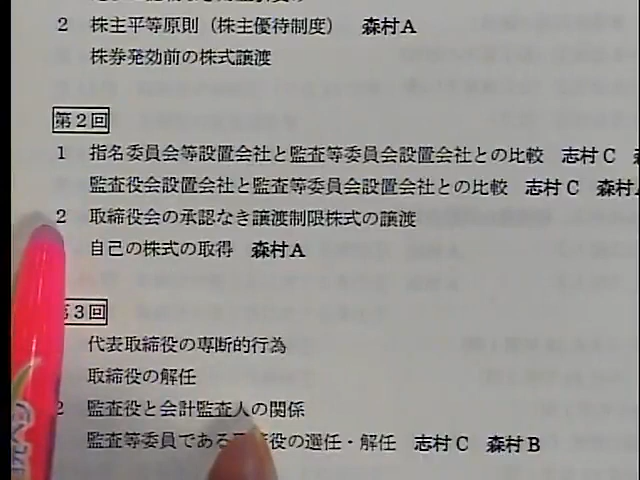 2 株主平等原則（株主優待制度） 森村A
株券発効前の株式譲渡
第2回
1 指名委員会等設置会社と監査等委員会設置会社との比較 志村C
監査役会設置会社と監査等委員会設置会社との比較 志村C 森村
2 取締役会の承認なき譲渡制限株式の譲渡
自己の株式の取得 森村A
第3回
代表取締役の専断的行為
取締役の解任
2 監査役と会計監査人の関係
監査等委員である役の選任・解任 志村C 森村B